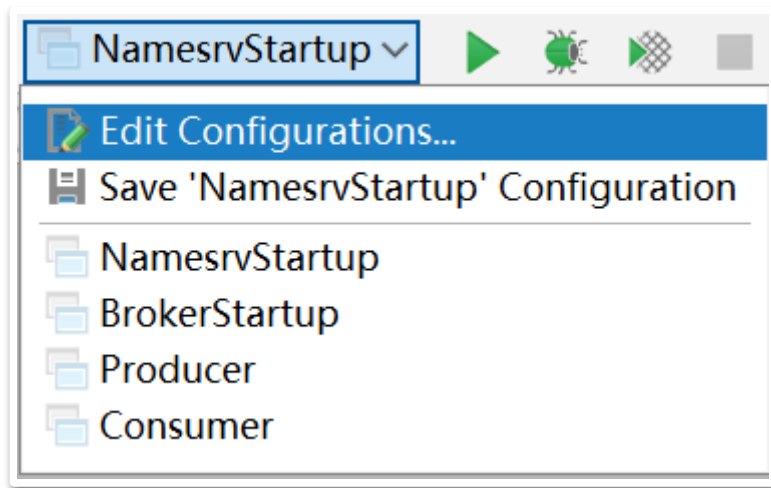 NamesrvStartup
Edit Configurations...
Save 'NamesrvStartup' Configuration
NamesrvStartup
BrokerStartup
Producer
Consumer